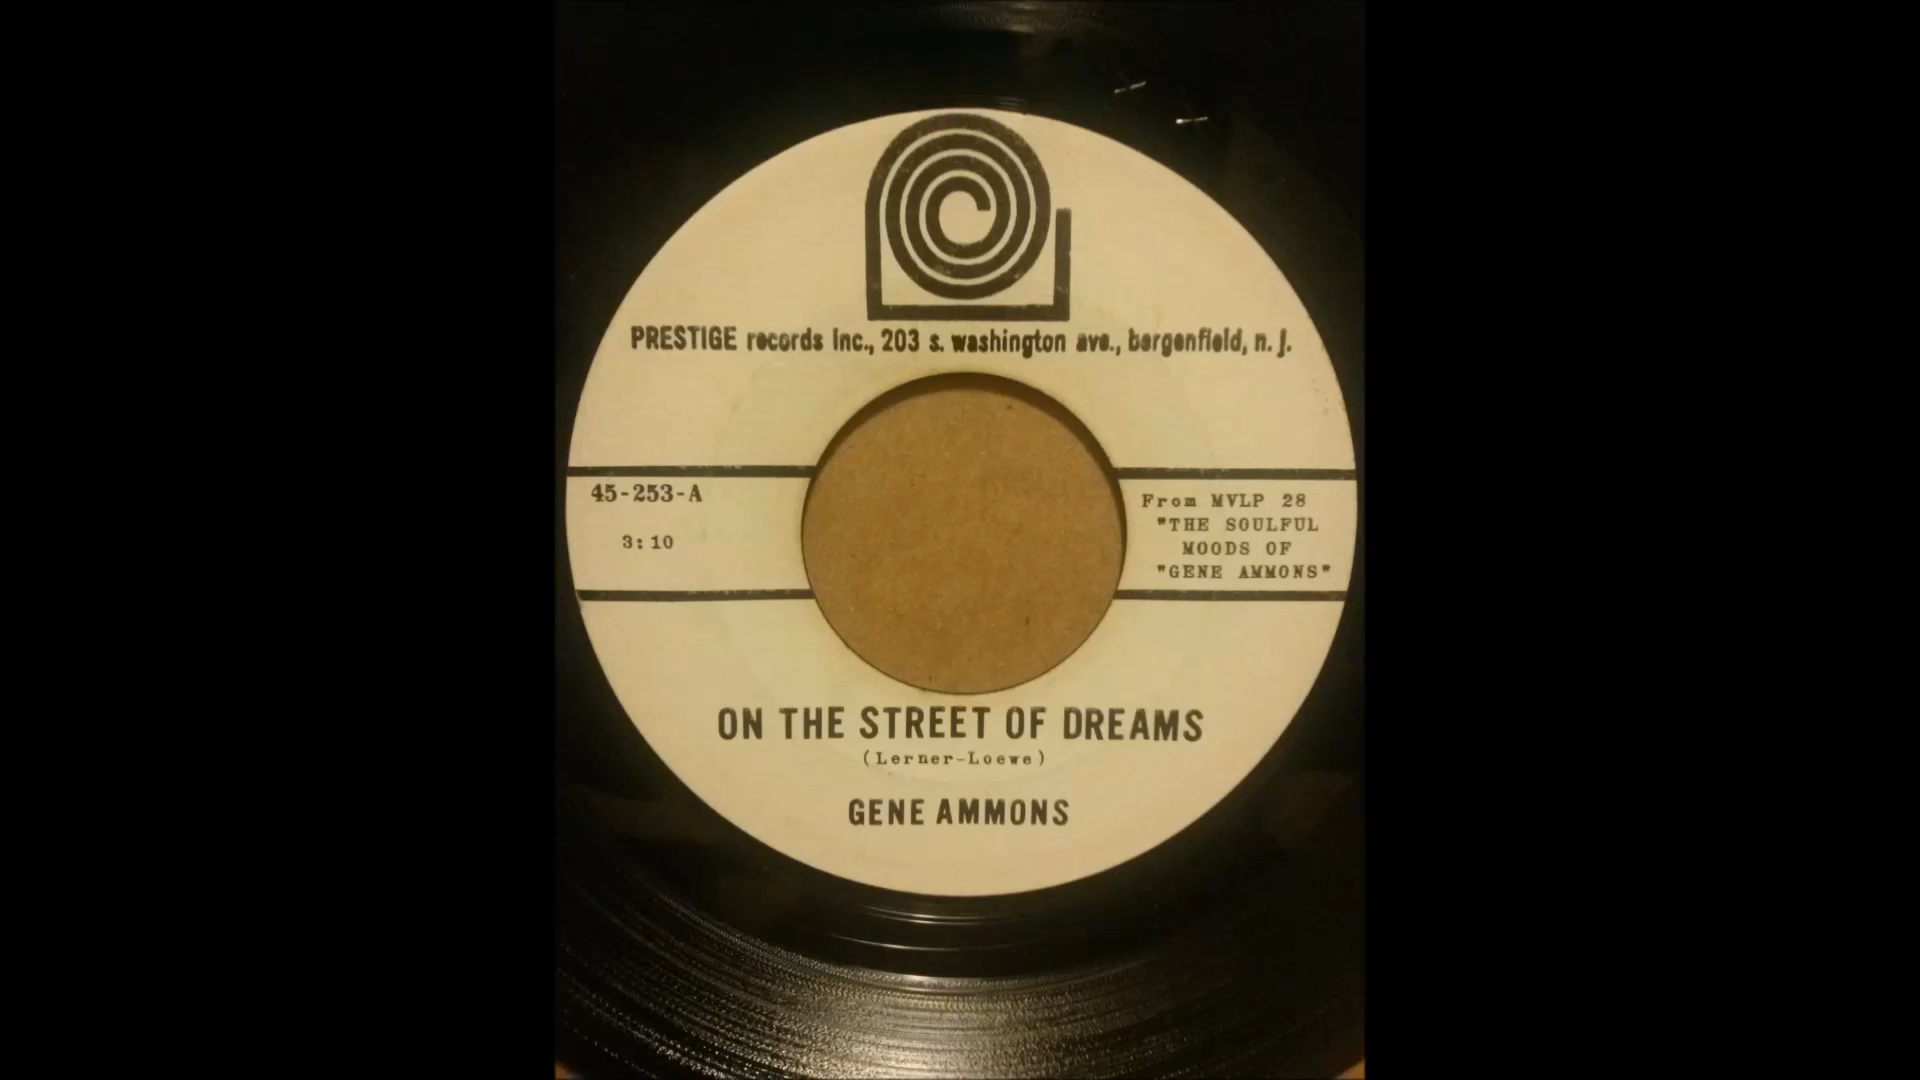 PRESTIGE records inc., 203 s. washington ave., bergenfield, n. j.
45-253-A
3:10
From MVLP 28
"THE SOULFUL
MOODS OF
"GENE AMMONS"
ON THE STREET OF DREAMS
(Lerner-Loewe)
GENE AMMONS